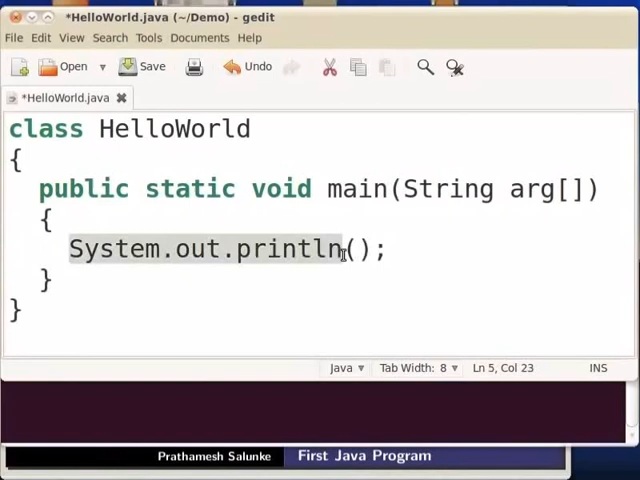 *HelloWorld.java (~/Demo) - gedit
File Edit View Search Tools Documents Help
Open Save Undo
*HelloWorld.java
class HelloWorld
{
public static void main(String arg[])
{
System.out.println();
}
}
Java Tab Width: 8 Ln 5, Col 23 INS
Prathamesh Salunke First Java Program